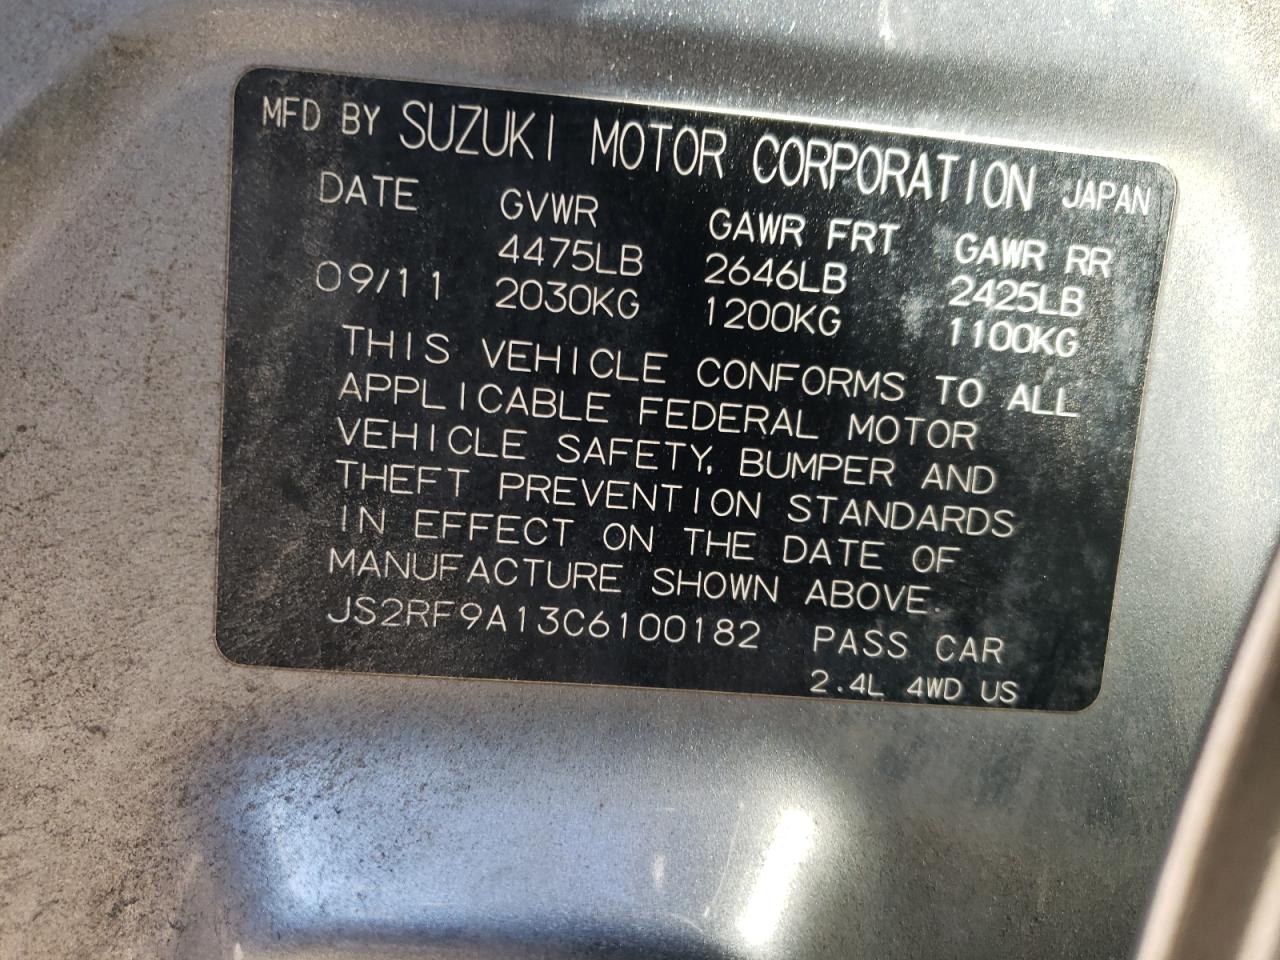 MFD BY SUZUKI MOTOR CORPORATION JAPAN
DATE GVWR GAWR FRT GAWR RR
4475LB 2646LB 2425LB
09/11 2030KG 1200KG 1100KG
THIS VEHICLE CONFORMS TO ALL
APPLICABLE FEDERAL MOTOR
VEHICLE SAFETY, BUMPER AND
THEFT PREVENTION STANDARDS
IN EFFECT ON THE DATE OF
MANUFACTURE SHOWN ABOVE.
JS2RF9A13C6100182 PASS CAR
2.4L 4WD US